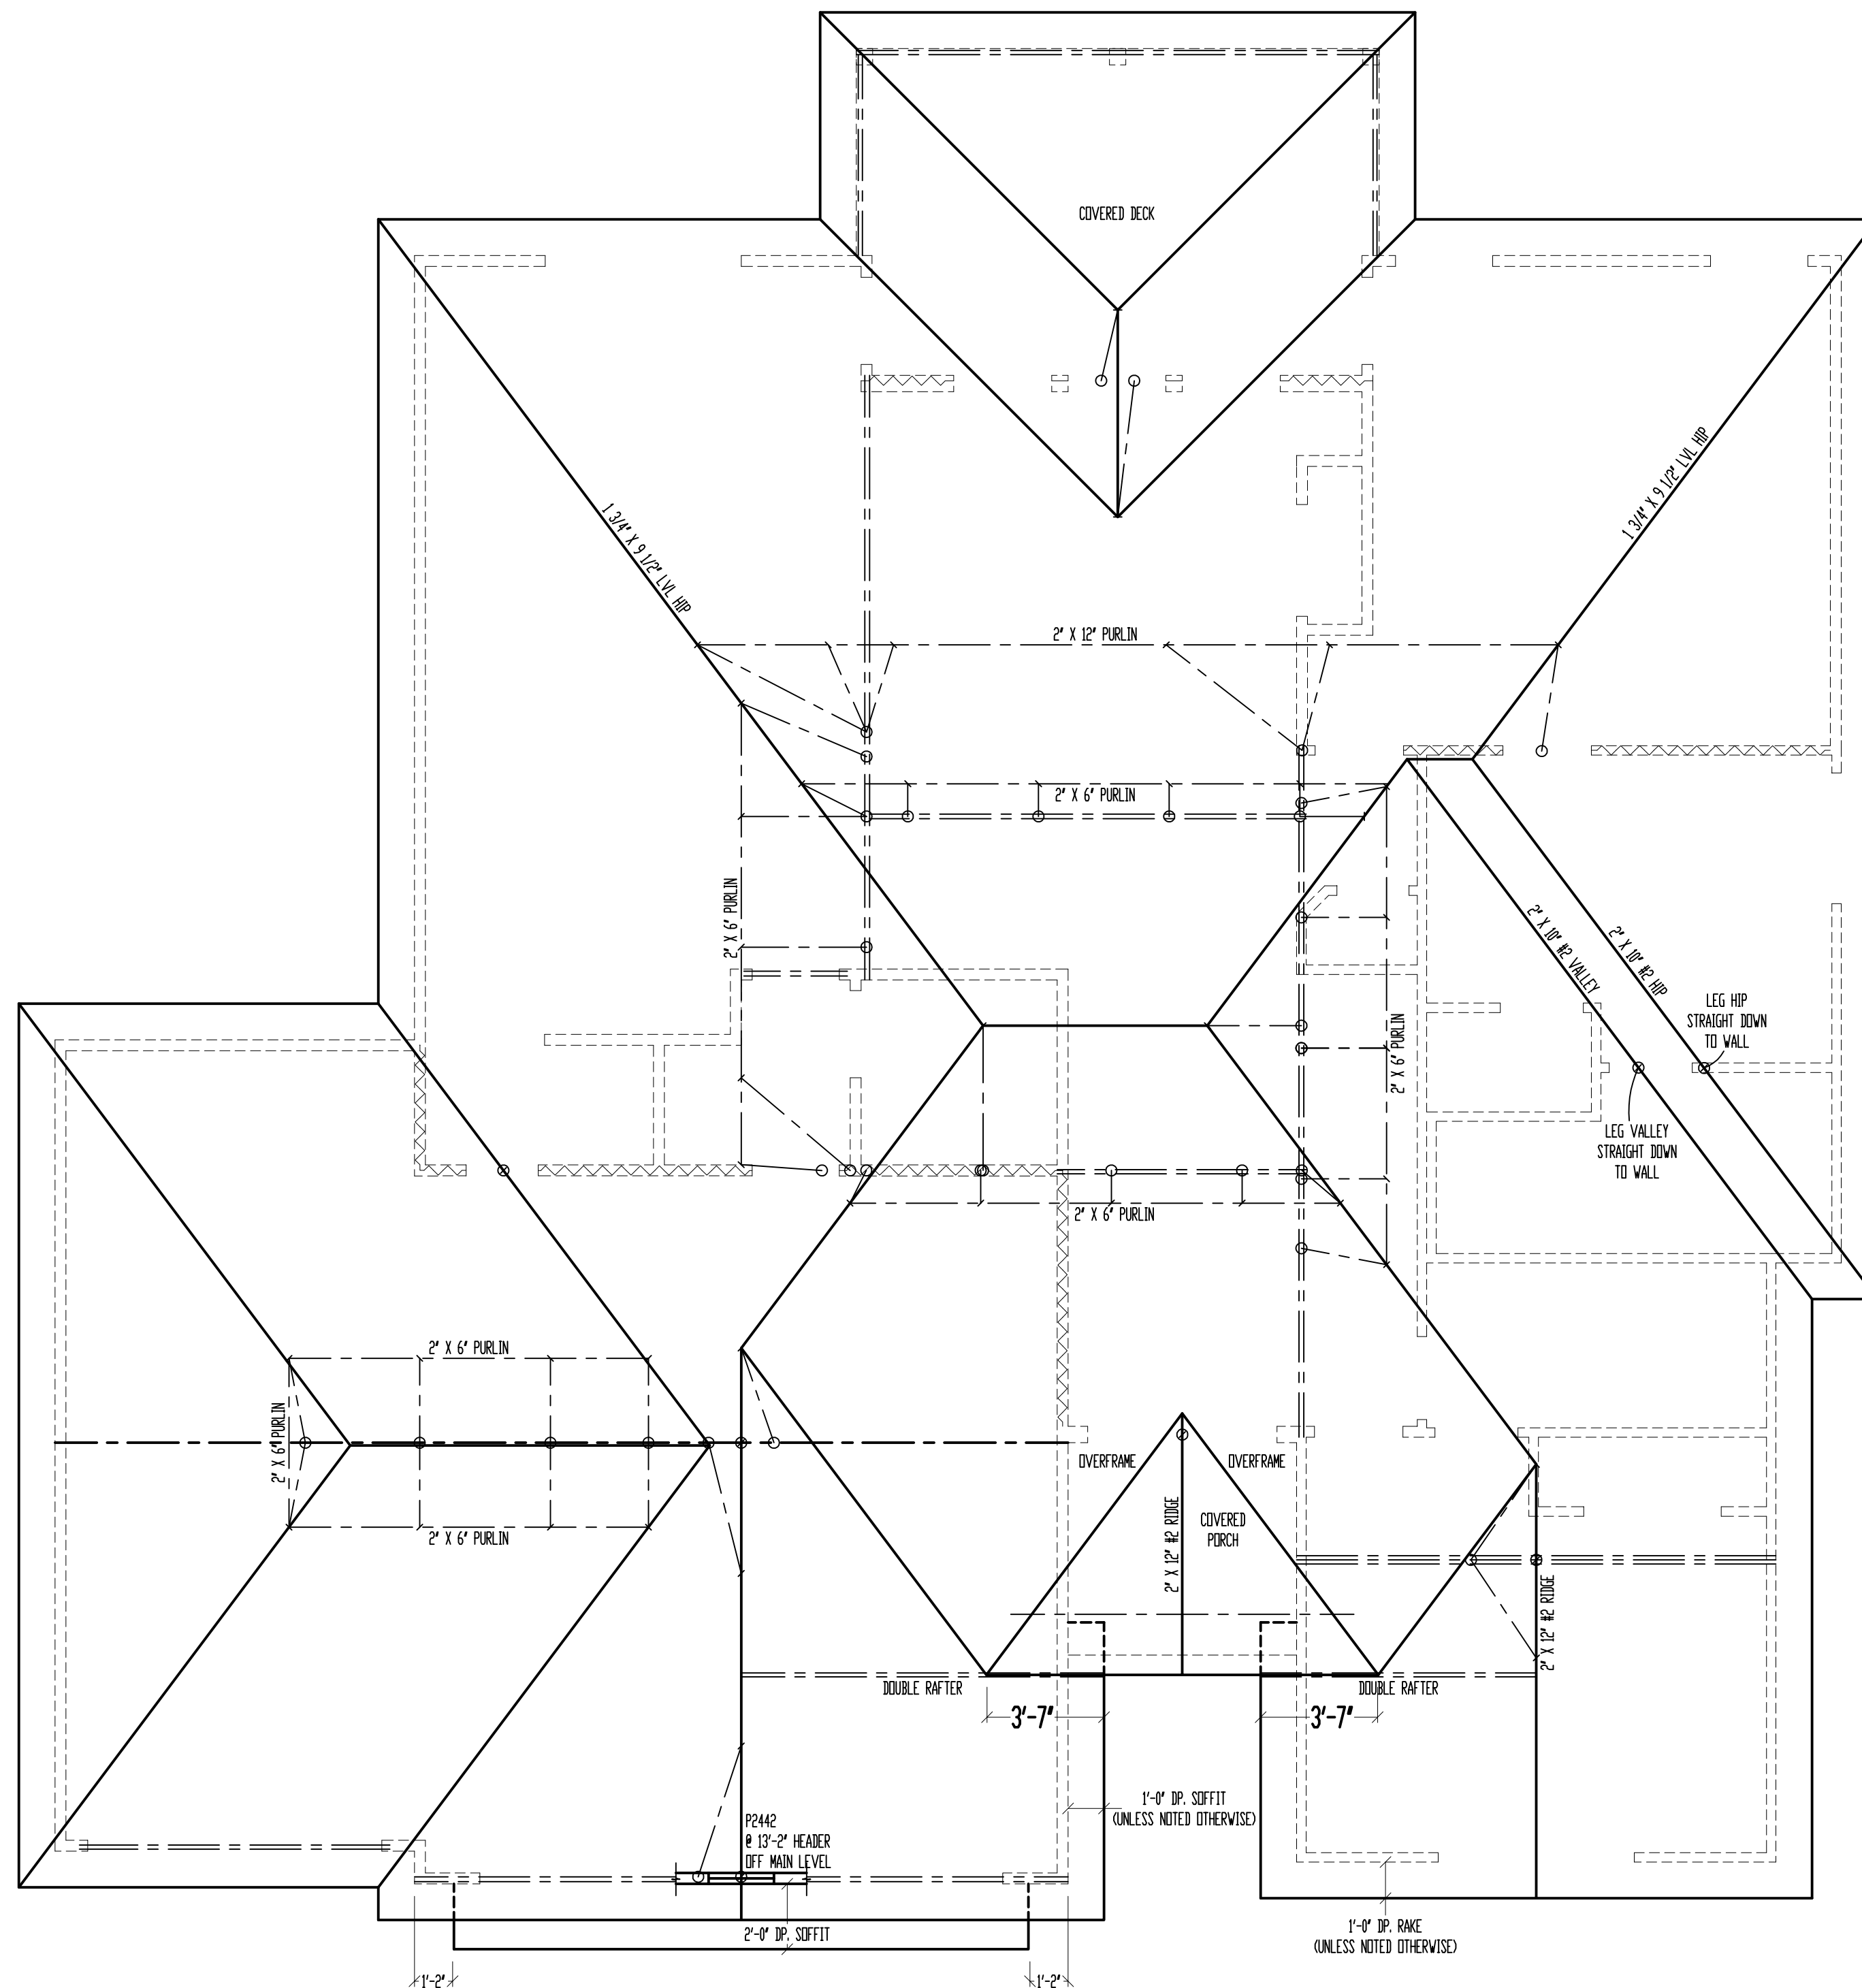 COVERED DECK
1 3/4" X 9 1/2" LVL HIP
1 3/4" X 9 1/2" LVL HIP
2" X 12" PURLIN
2" X 6" PURLIN
2" X 6" PURLIN
2" X 10" #2 VALLEY
2" X 10" #2 HIP
LEG HIP
STRAIGHT DOWN
TO WALL
2" X 6" PURLIN
LEG VALLEY
STRAIGHT DOWN
TO WALL
2" X 6" PURLIN
2" X 6" PURLIN
2" X 6" PURLIN
2" X 6" PURLIN
OVERFRAME
OVERFRAME
2" X 12" #2 RIDGE
COVERED
PORCH
2" X 12" #2 RIDGE
DOUBLE RAFTER
DOUBLE RAFTER
3'-7"
3'-7"
1'-0" DP. SOFFIT
(UNLESS NOTED OTHERWISE)
P2442
@ 13'-2" HEADER
OFF MAIN LEVEL
2'-0" DP. SOFFIT
1'-0" DP. RAKE
(UNLESS NOTED OTHERWISE)
1'-2"
1'-2"